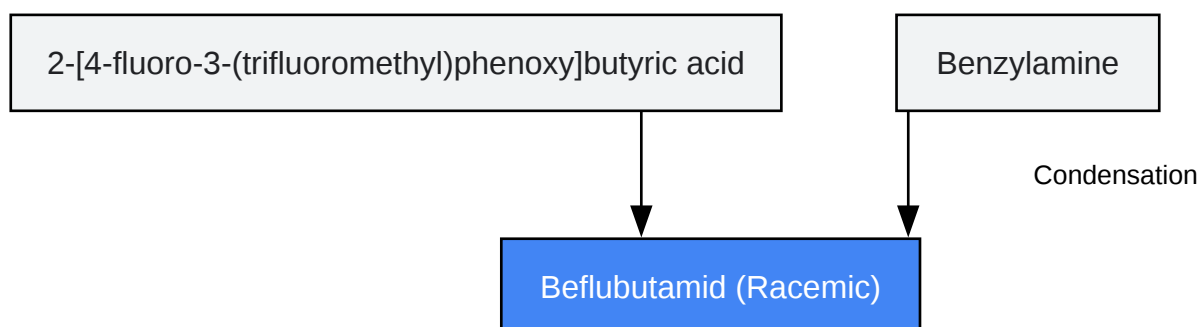 2-[4-fluoro-3-(trifluoromethyl)phenoxy]butyric acid
Benzylamine
Condensation
Beflubutamid (Racemic)